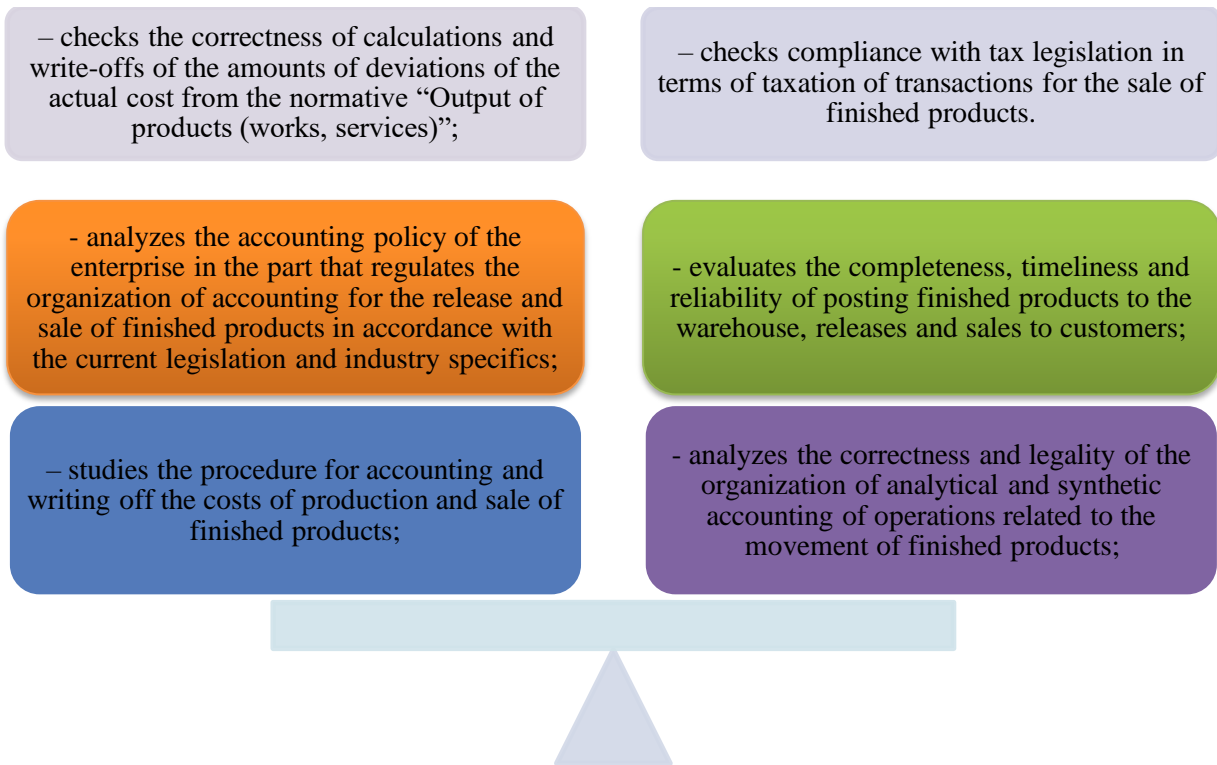 – checks the correctness of calculations and
write-offs of the amounts of deviations of the
actual cost from the normative “Output of
products (works, services)”;
– checks compliance with tax legislation in
terms of taxation of transactions for the sale of
finished products.
- analyzes the accounting policy of the
enterprise in the part that regulates the
organization of accounting for the release and
sale of finished products in accordance with
the current legislation and industry specifics;
- evaluates the completeness, timeliness and
reliability of posting finished products to the
warehouse, releases and sales to customers;
– studies the procedure for accounting and
writing off the costs of production and sale of
finished products;
- analyzes the correctness and legality of the
organization of analytical and synthetic
accounting of operations related to the
movement of finished products;